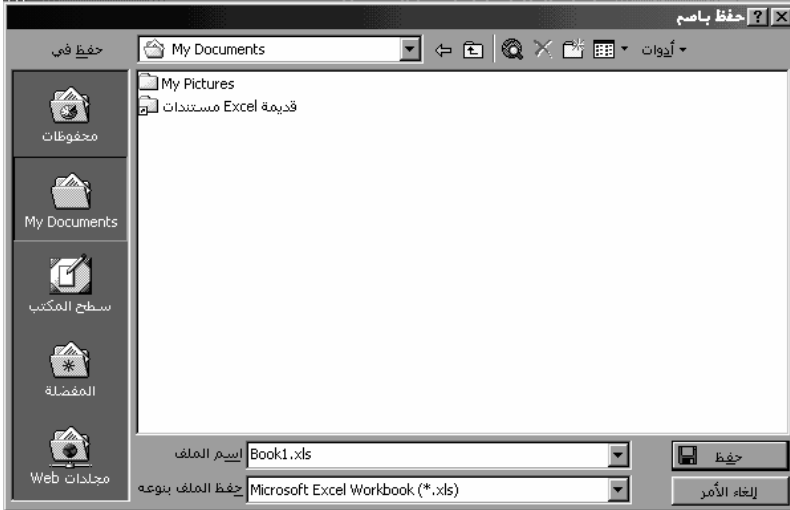 حفظ باسم
حفظ في
My Documents
أدوات
محفوظات
My Documents
سطح المكتب
المفضلة
مجلدات Web
My Pictures
مستندات Excel قديمة
اسم الملف
Book1.xls
حفظ
حفظ الملف بنوعه
Microsoft Excel Workbook (*.xls)
إلغاء الأمر